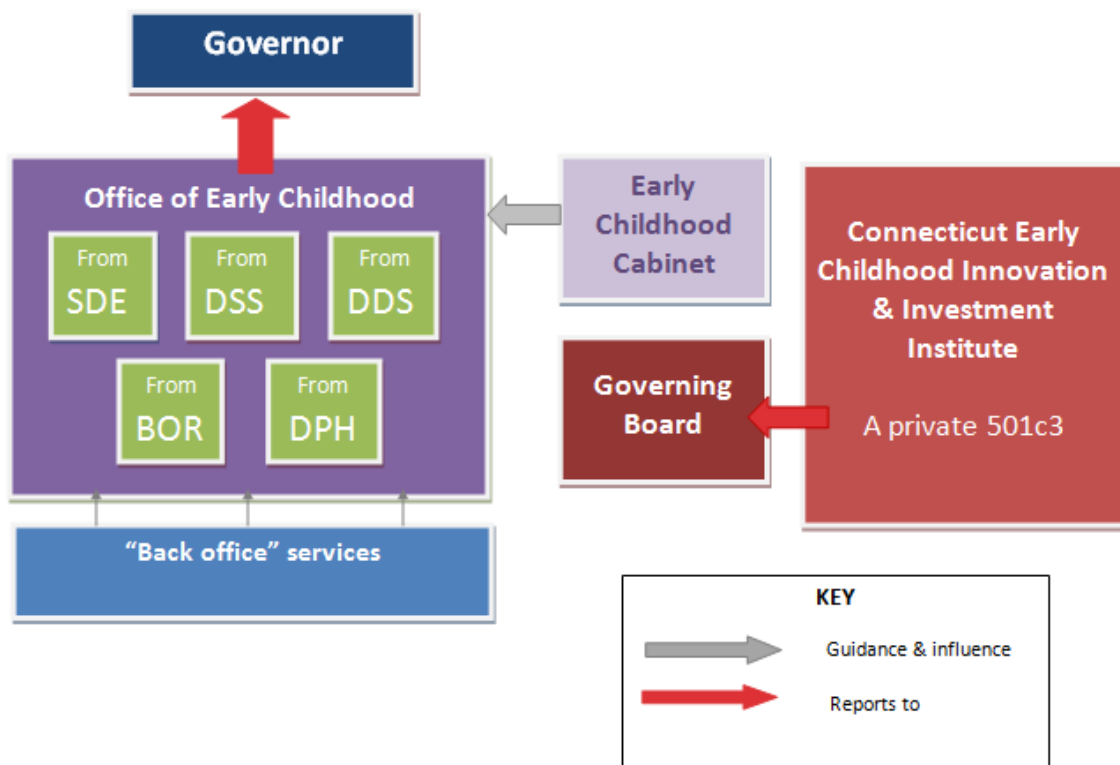 Governor
Office of Early Childhood
From
SDE
From
DSS
From
DDS
From
BOR
From
DPH
“Back office” services
Early
Childhood
Cabinet
Governing
Board
Connecticut Early
Childhood Innovation
& Investment
Institute
A private 501c3
KEY
Guidance & influence
Reports to